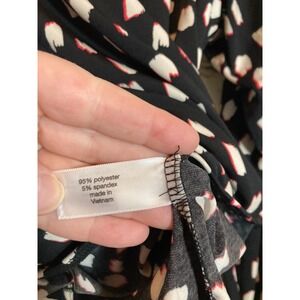 95% polyester
5% spandex
made in
Vietnam